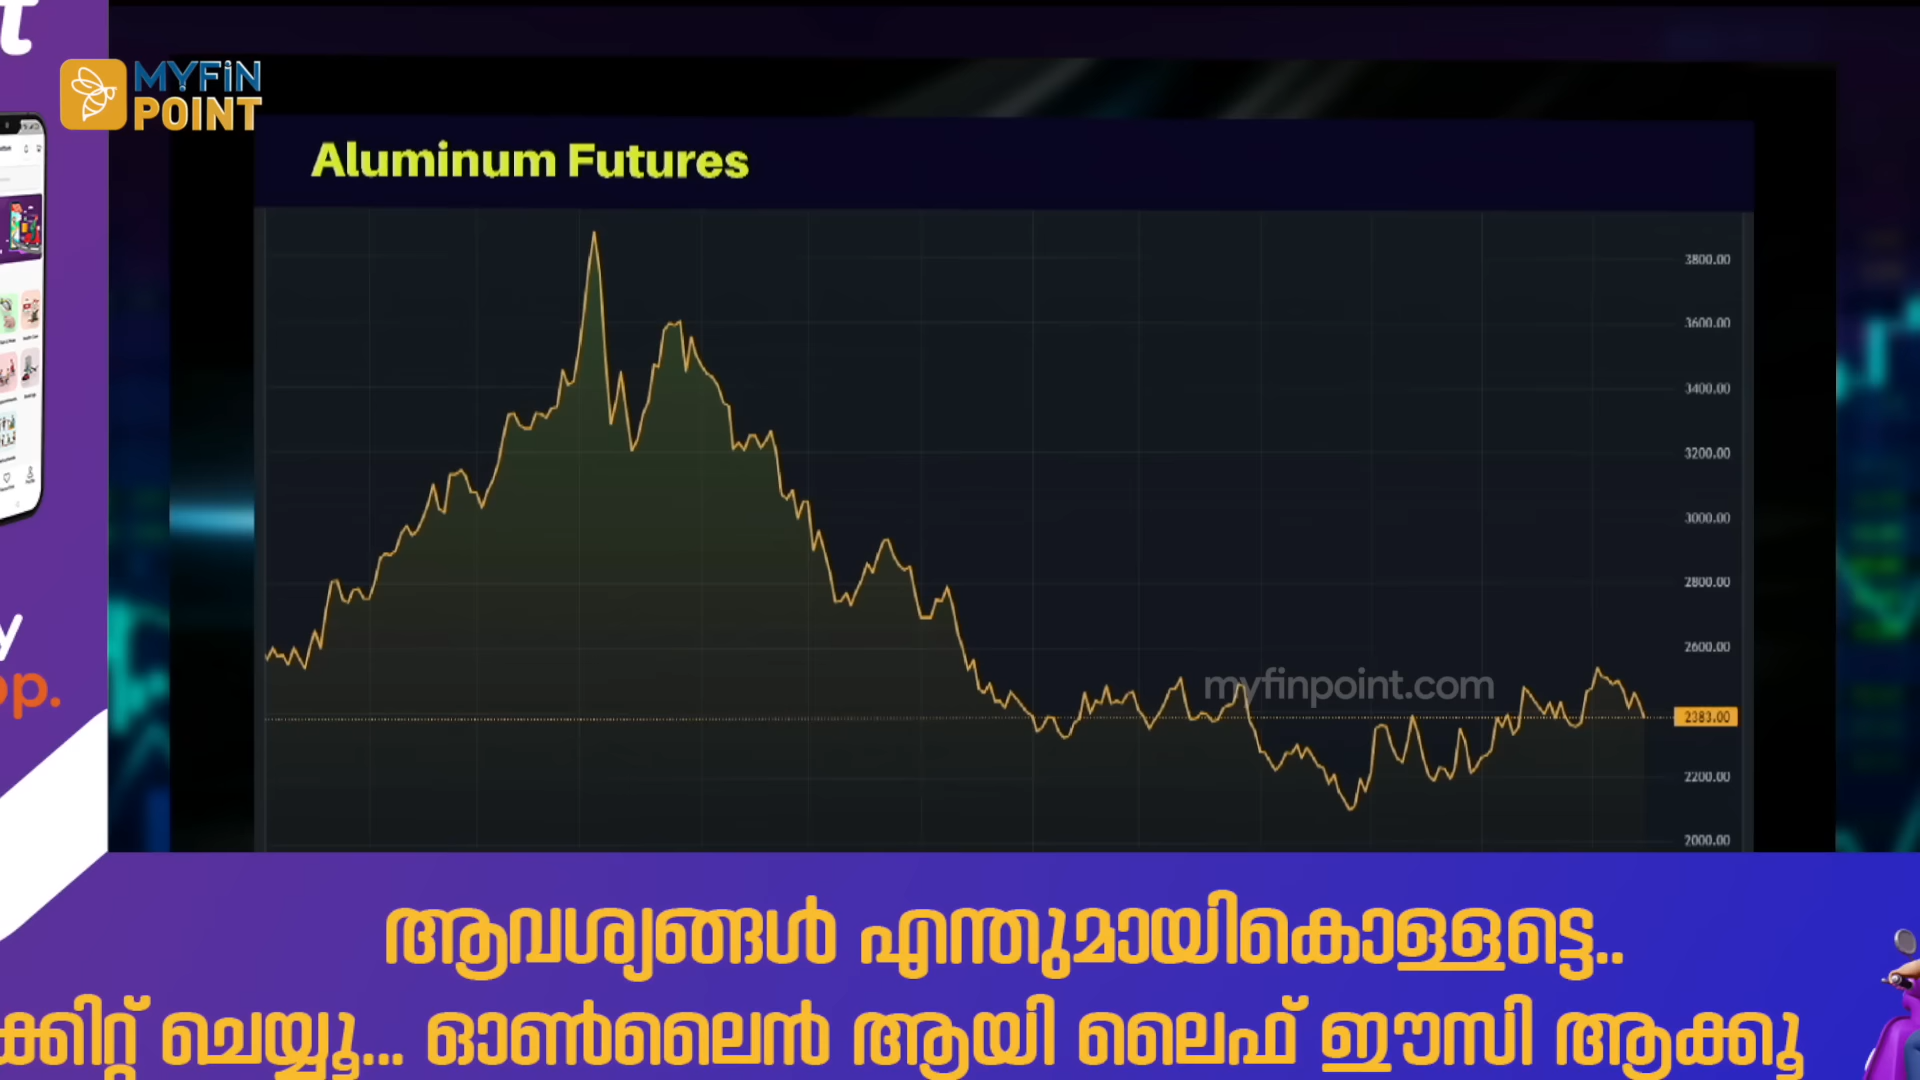 MYFiN
POINT
Aluminum Futures
3800.00
3600.00
3400.00
3200.00
3000.00
2800.00
2600.00
myfinpoint.com
2383.00
2200.00
2000.00
ആവശ്യങ്ങൾ എന്തുമായികൊള്ളട്ടെ..
ക്കിറ്റ് ചെയ്യൂ... ഓൺലൈൻ ആയി ലൈഫ് ഈസി ആക്കൂ